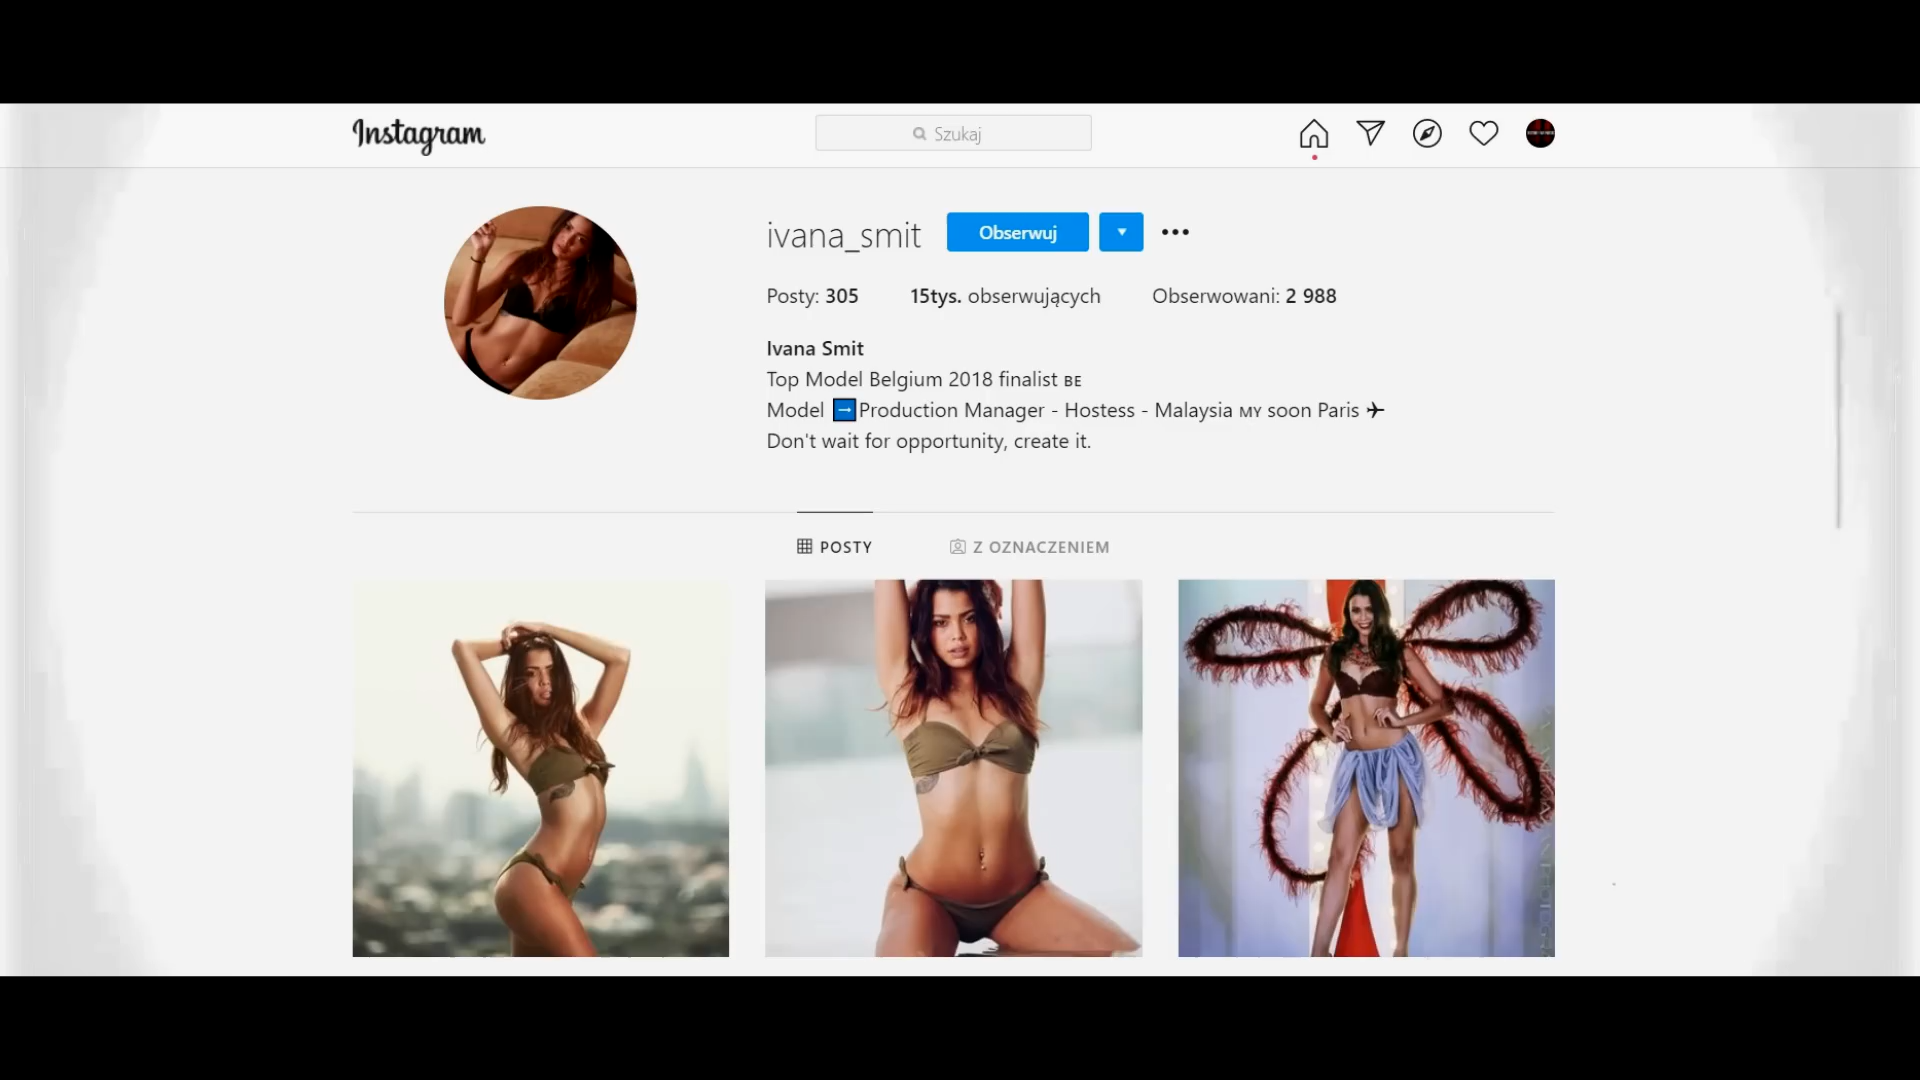 Instagram
Szukaj
ivana_smit
Obserwuj
Posty: 305 15tys. obserwujących Obserwowani: 2 988
Ivana Smit
Top Model Belgium 2018 finalist BE
Model ➡Production Manager - Hostess - Malaysia MY soon Paris ✈
Don't wait for opportunity, create it.
POSTY Z OZNACZENIEM